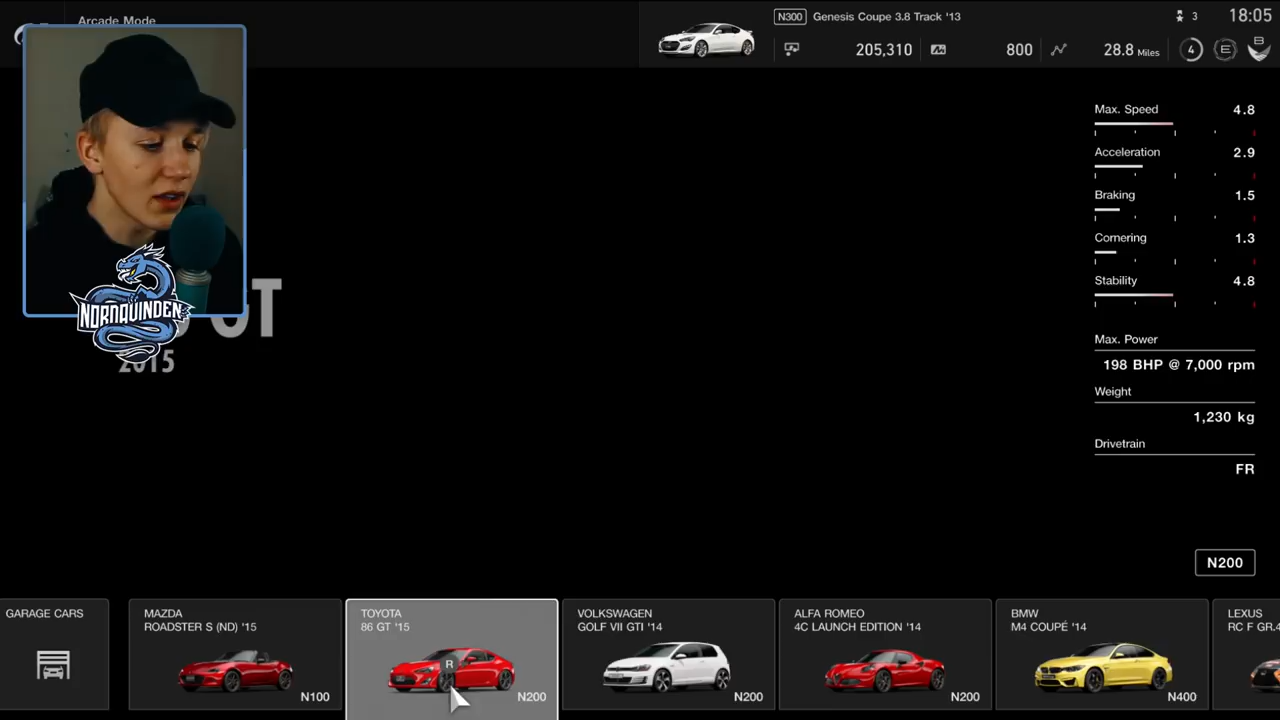 Arcade Mode
N300 Genesis Coupe 3.8 Track '13
3
18:05
205,310
800
28.8 Miles
4
E
B
Max. Speed 4.8
Acceleration 2.9
Braking 1.5
Cornering 1.3
Stability 4.8
Max. Power
198 BHP @ 7,000 rpm
Weight
1,230 kg
Drivetrain
FR
NORNQUINDEN
GT
2015
N200
GARAGE CARS
MAZDA
ROADSTER S (ND) '15
N100
TOYOTA
86 GT '15
R
N200
VOLKSWAGEN
GOLF VII GTI '14
N200
ALFA ROMEO
4C LAUNCH EDITION '14
N200
BMW
M4 COUPÉ '14
N400
LEXUS
RC F GR.4